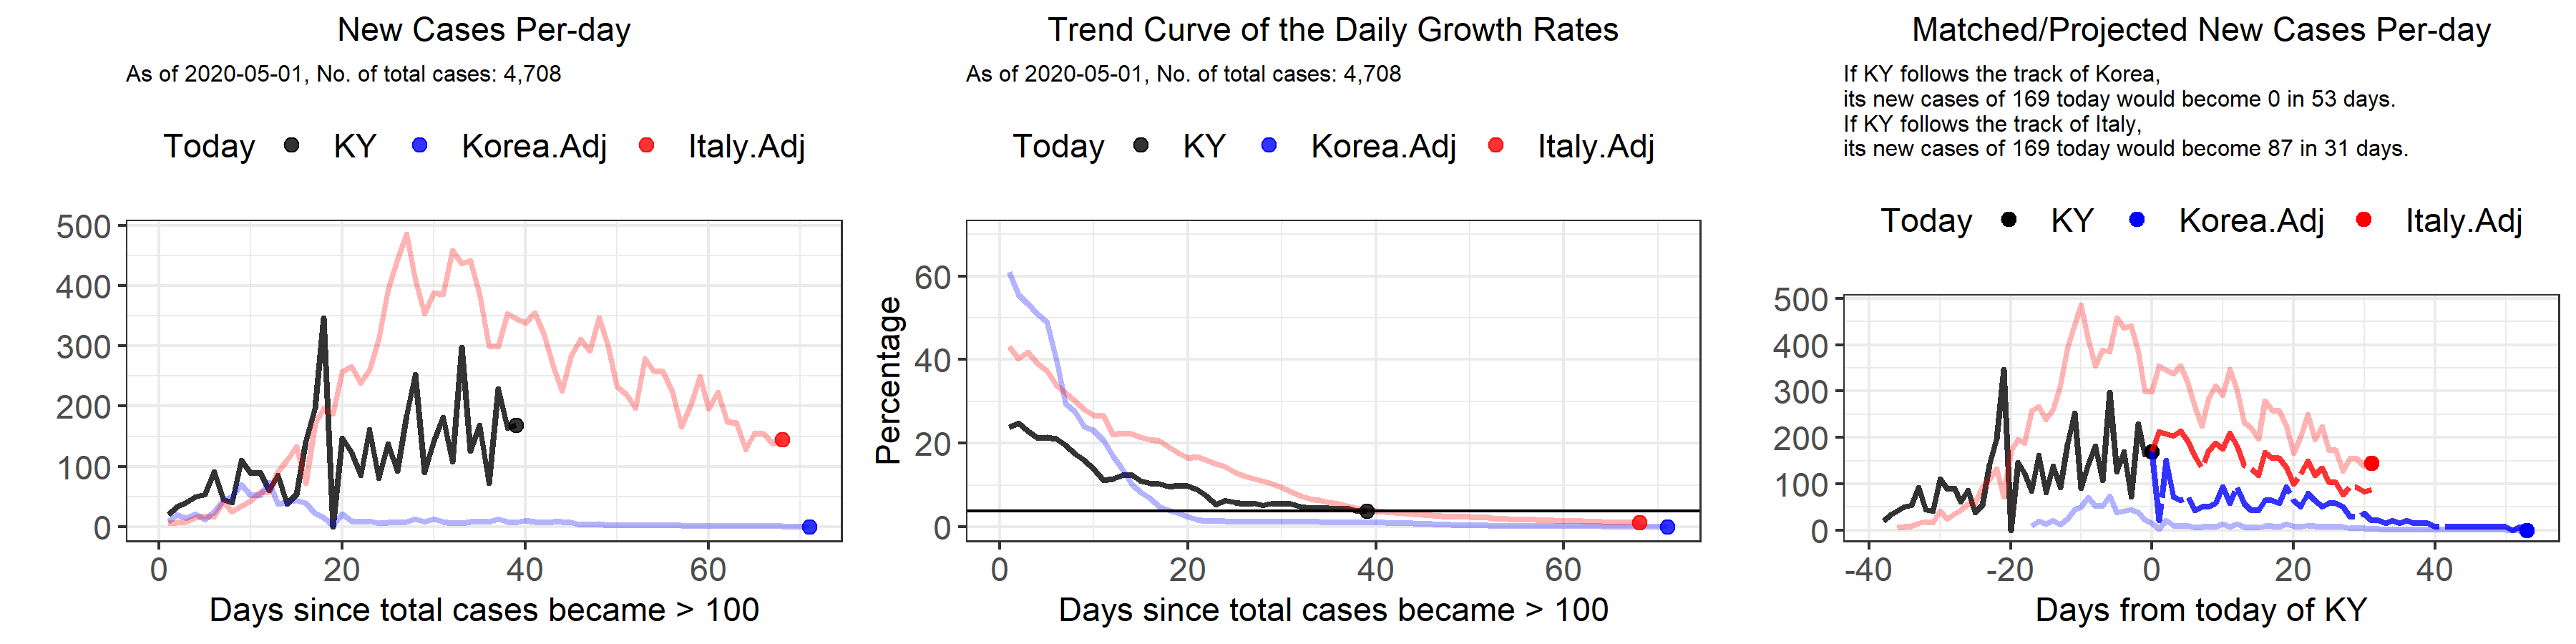 New Cases Per-day
As of 2020-05-01, No. of total cases: 4,708
Today KY Korea.Adj Italy.Adj
500
400
300
200
100
0
0 20 40 60
Days since total cases became > 100
Trend Curve of the Daily Growth Rates
As of 2020-05-01, No. of total cases: 4,708
Today KY Korea.Adj Italy.Adj
Percentage
60
40
20
0
0 20 40 60
Days since total cases became > 100
Matched/Projected New Cases Per-day
If KY follows the track of Korea,
its new cases of 169 today would become 0 in 53 days.
If KY follows the track of Italy,
its new cases of 169 today would become 87 in 31 days.
Today KY Korea.Adj Italy.Adj
500
400
300
200
100
0
-40 -20 0 20 40
Days from today of KY